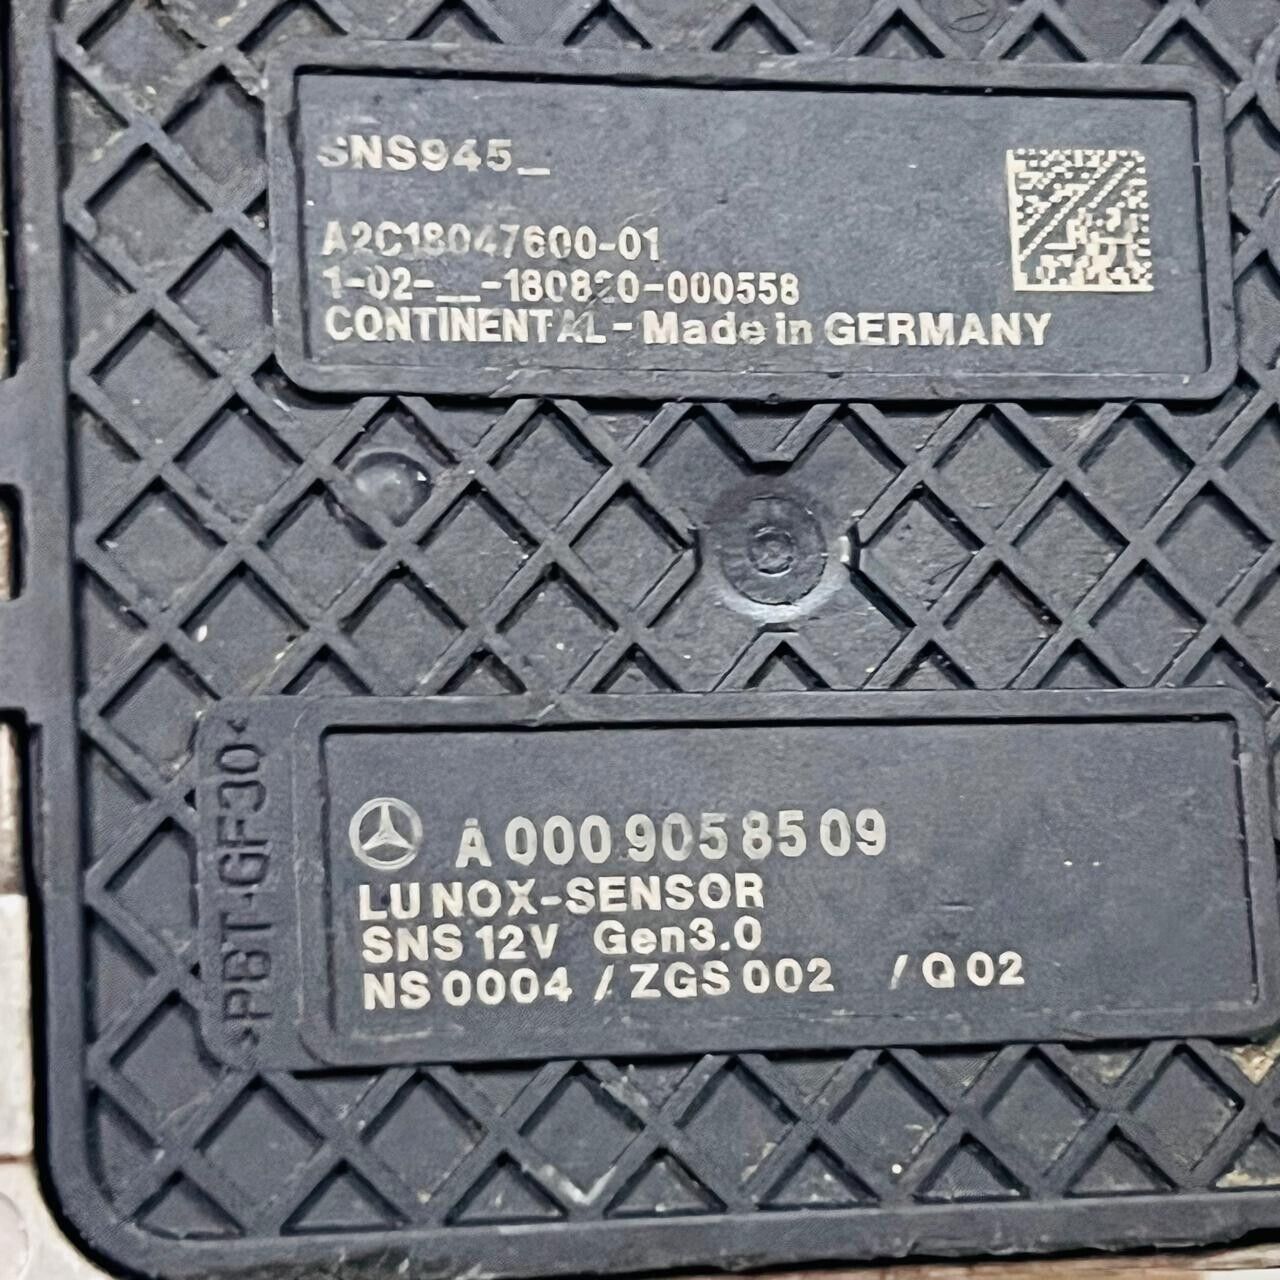 SNS945_
A2C18047600-01
1-02-__-180820-000558
CONTINENTAL - Made in GERMANY
>PBT-GF30<
A 000 905 85 09
LU NOX-SENSOR
SNS 12V Gen3.0
NS 0004 / ZGS 002 / Q 02